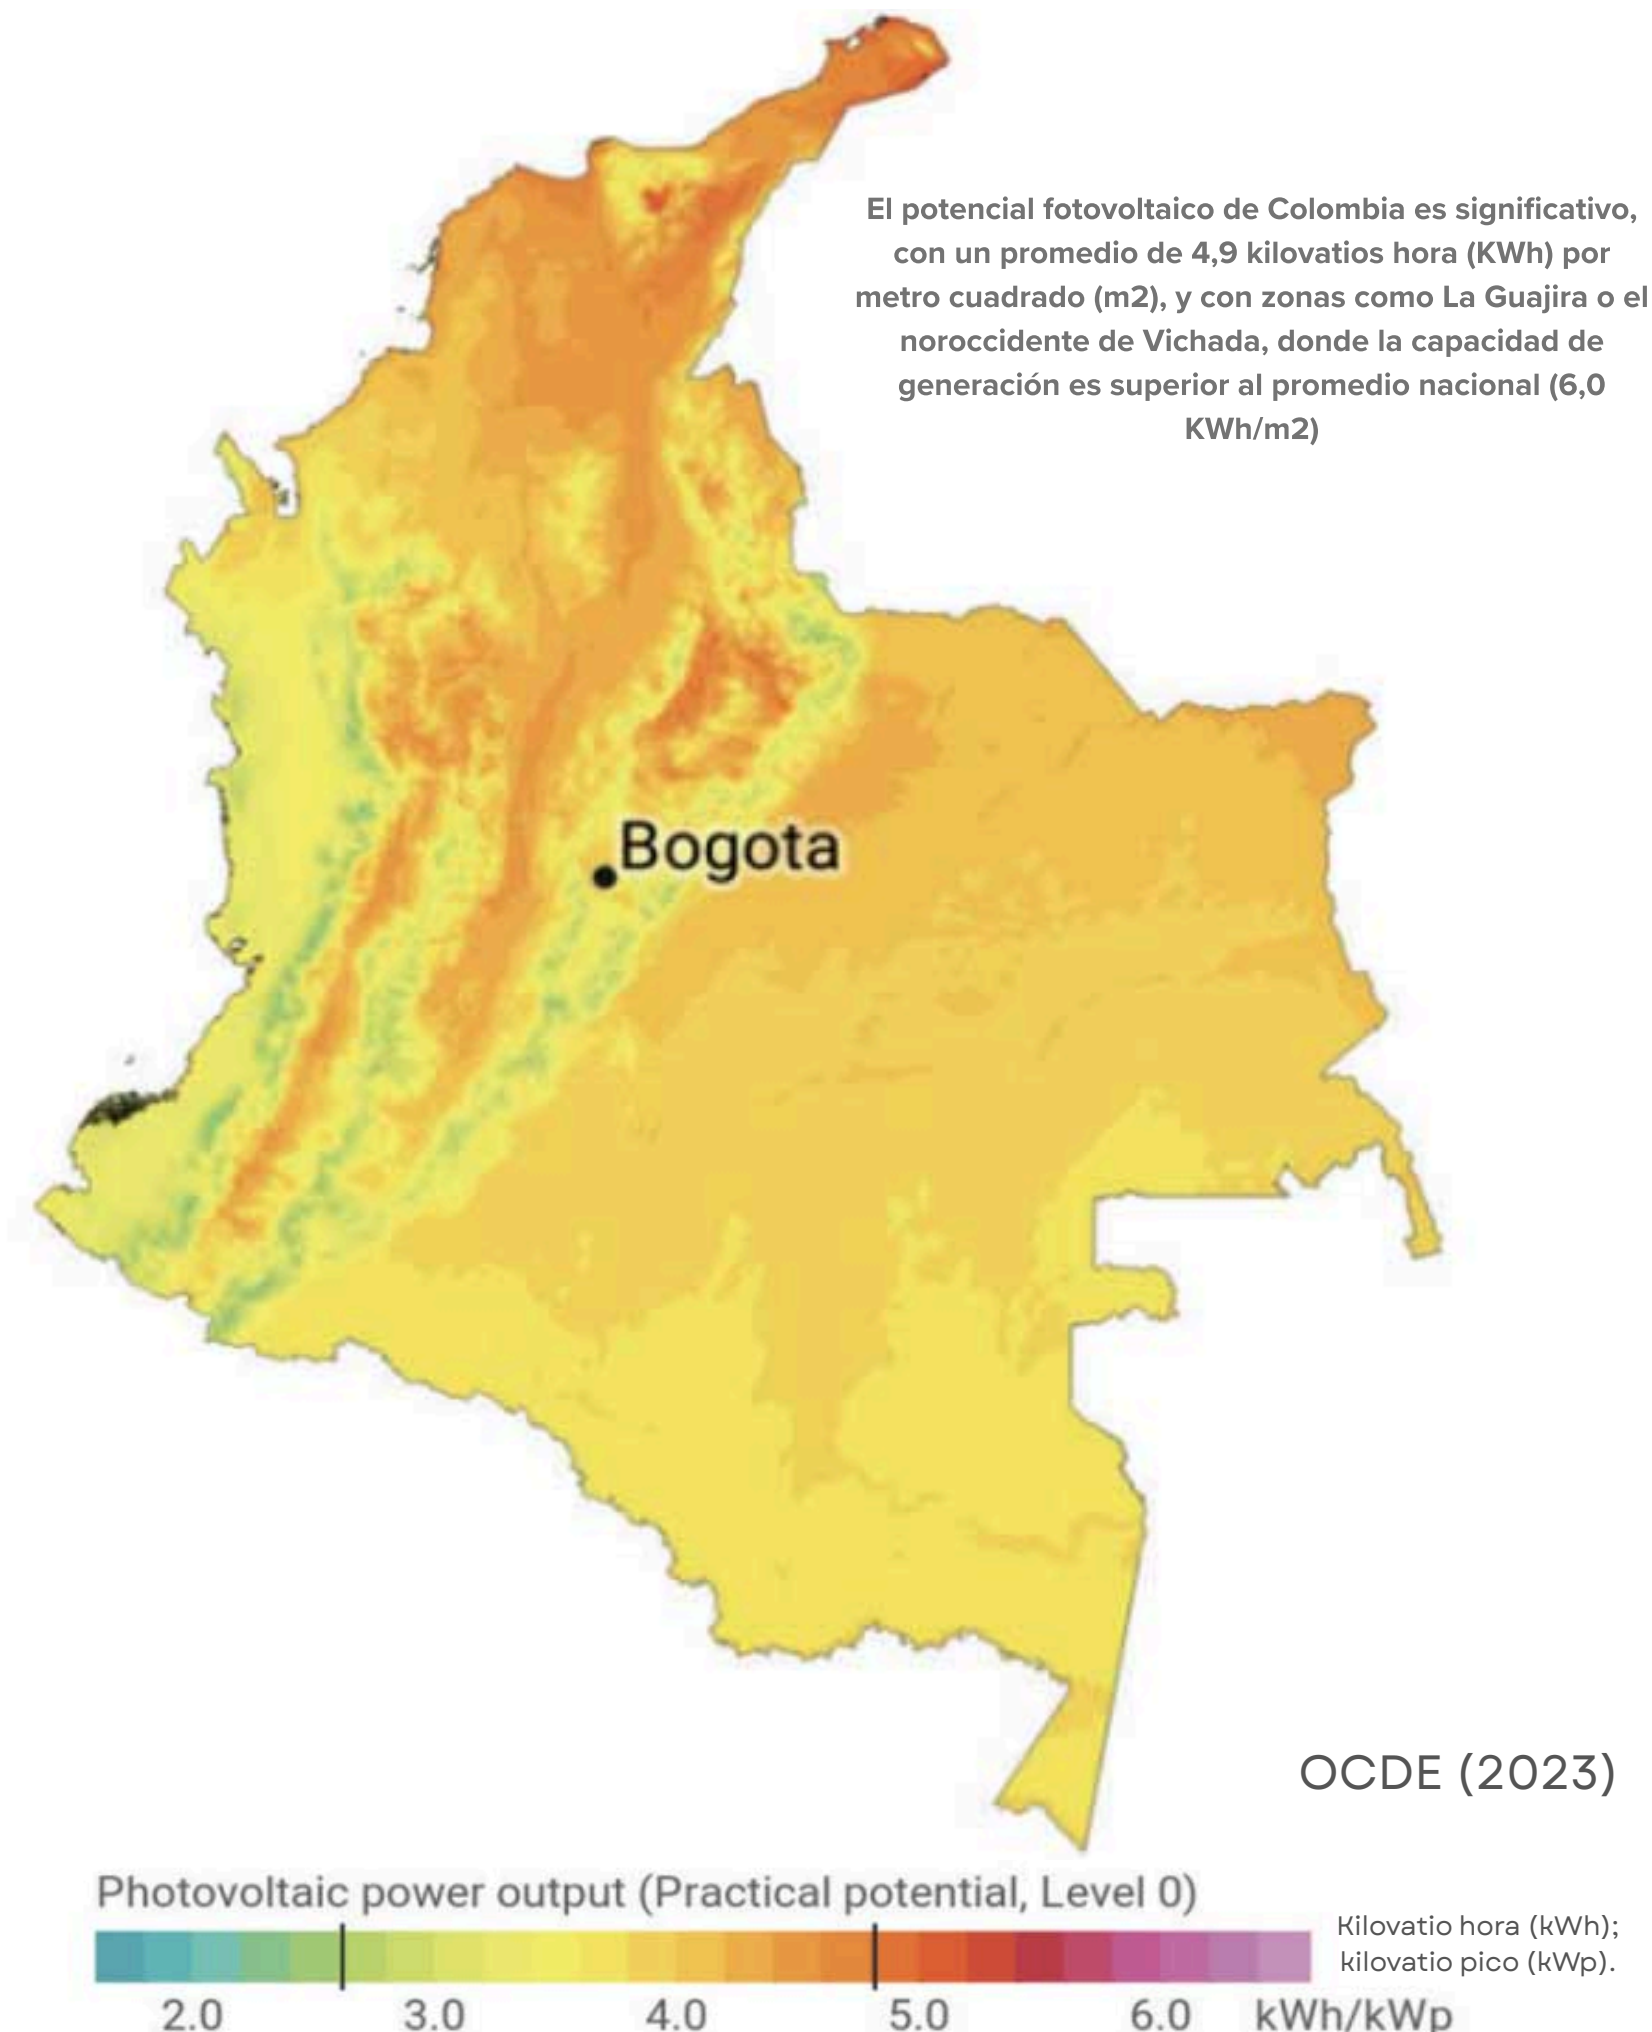 El potencial fotovoltaico de Colombia es significativo,
con un promedio de 4,9 kilovatios hora (KWh) por
metro cuadrado (m2), y con zonas como La Guajira o el
noroccidente de Vichada, donde la capacidad de
generación es superior al promedio nacional (6,0
KWh/m2)
Bogota
OCDE (2023)
Photovoltaic power output (Practical potential, Level 0)
Kilovatio hora (kWh);
kilovatio pico (kWp).
2.0 3.0 4.0 5.0 6.0 kWh/kWp